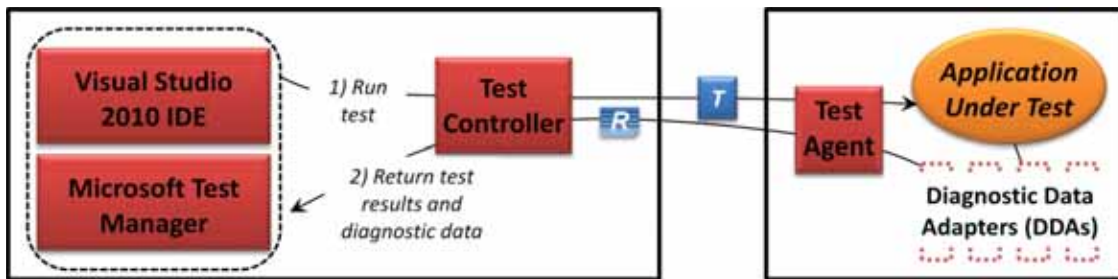 Visual Studio
2010 IDE
Microsoft Test
Manager
1) Run
test
2) Return test
results and
diagnostic data
Test
Controller
R
T
Test
Agent
Application
Under Test
Diagnostic Data
Adapters (DDAs)